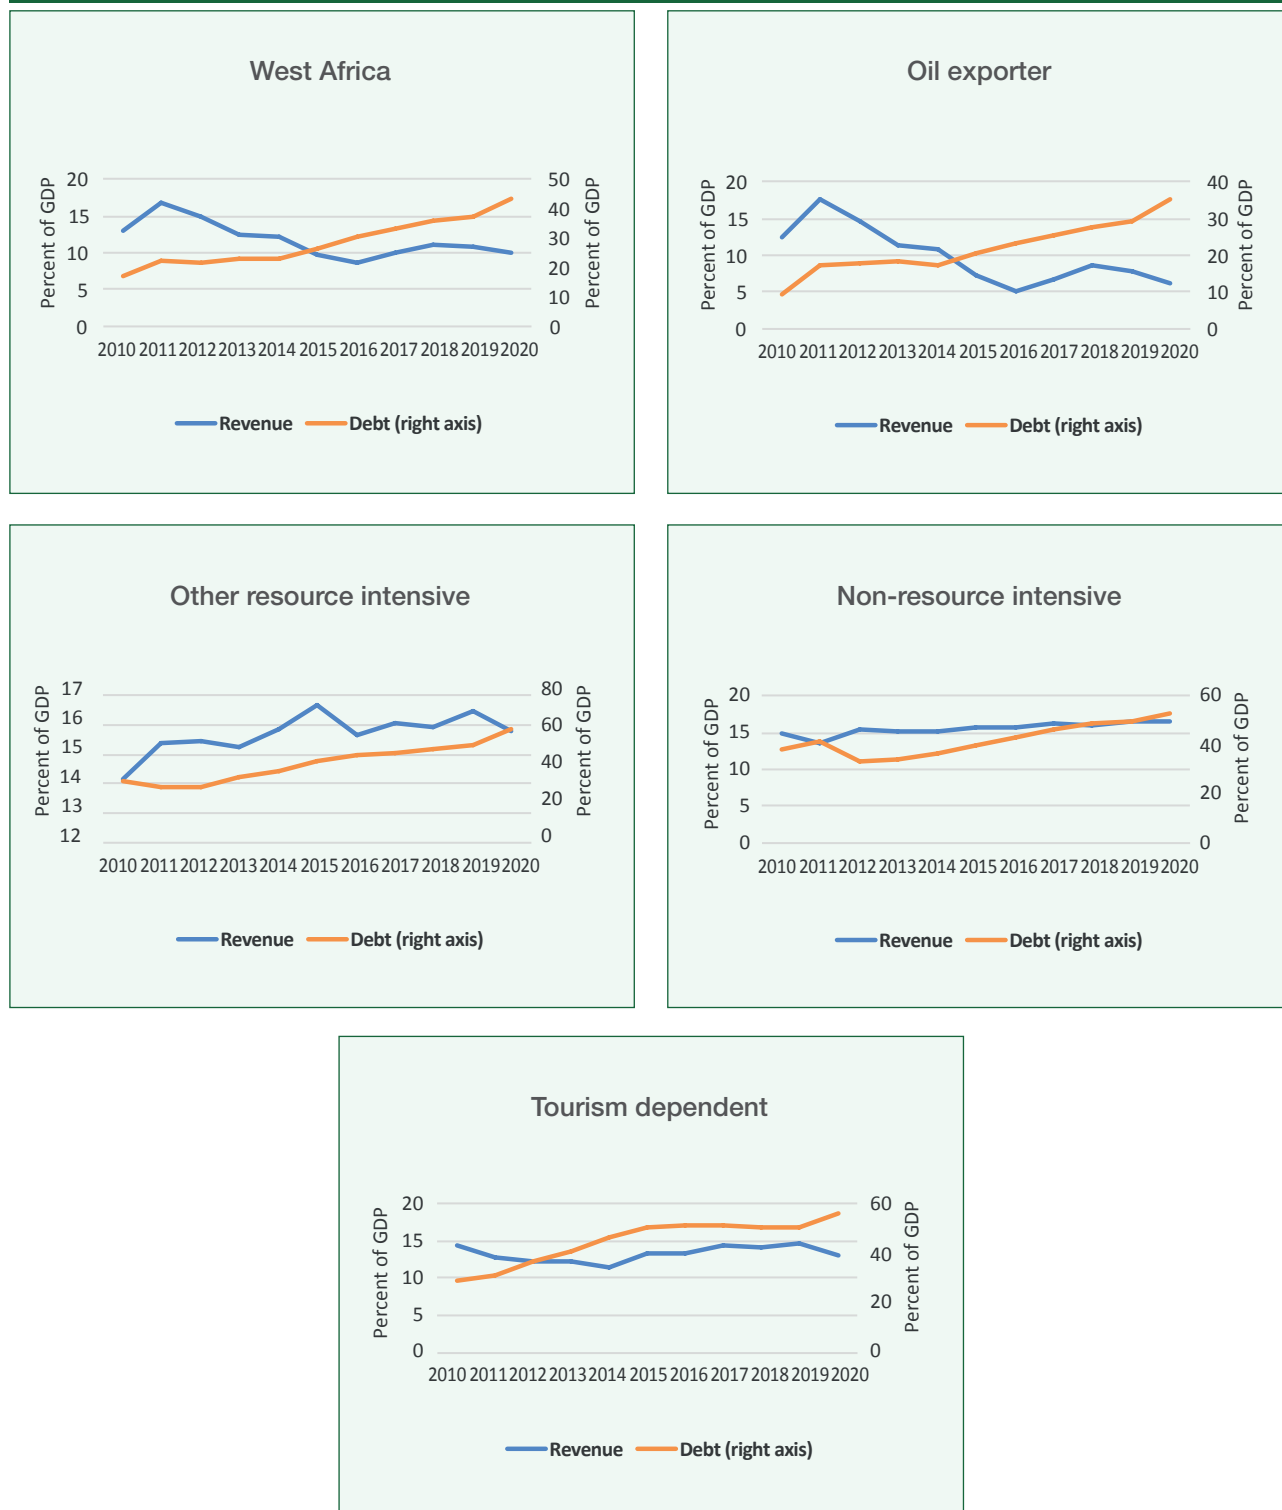 West Africa
Percent of GDP
20
15
10
5
0
50
40
30
20
10
0
Percent of GDP
2010 2011 2012 2013 2014 2015 2016 2017 2018 2019 2020
Revenue Debt (right axis)
Oil exporter
Percent of GDP
20
15
10
5
0
40
30
20
10
0
Percent of GDP
2010 2011 2012 2013 2014 2015 2016 2017 2018 2019 2020
Revenue Debt (right axis)
Other resource intensive
Percent of GDP
17
16
15
14
13
12
80
60
40
20
0
Percent of GDP
2010 2011 2012 2013 2014 2015 2016 2017 2018 2019 2020
Revenue Debt (right axis)
Non-resource intensive
Percent of GDP
20
15
10
5
0
60
40
20
0
Percent of GDP
2010 2011 2012 2013 2014 2015 2016 2017 2018 2019 2020
Revenue Debt (right axis)
Tourism dependent
Percent of GDP
20
15
10
5
0
60
40
20
0
Percent of GDP
2010 2011 2012 2013 2014 2015 2016 2017 2018 2019 2020
Revenue Debt (right axis)